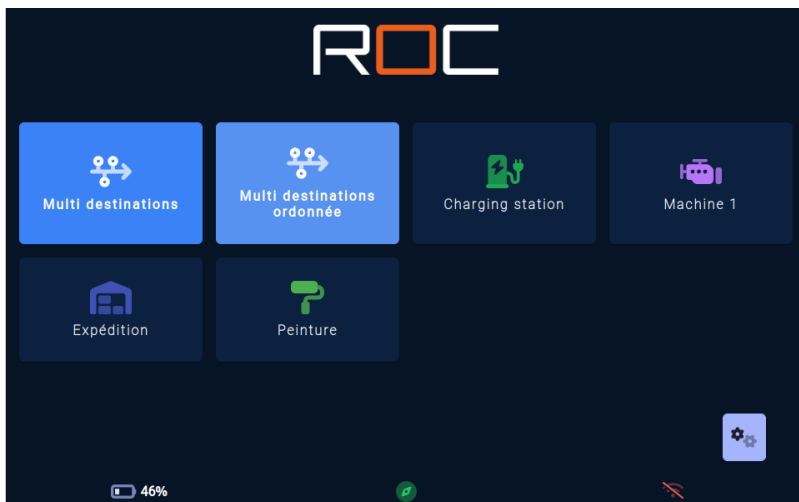 ROC
Multi destinations
Multi destinations
ordonnée
Charging station
Machine 1
Expédition
Peinture
46%